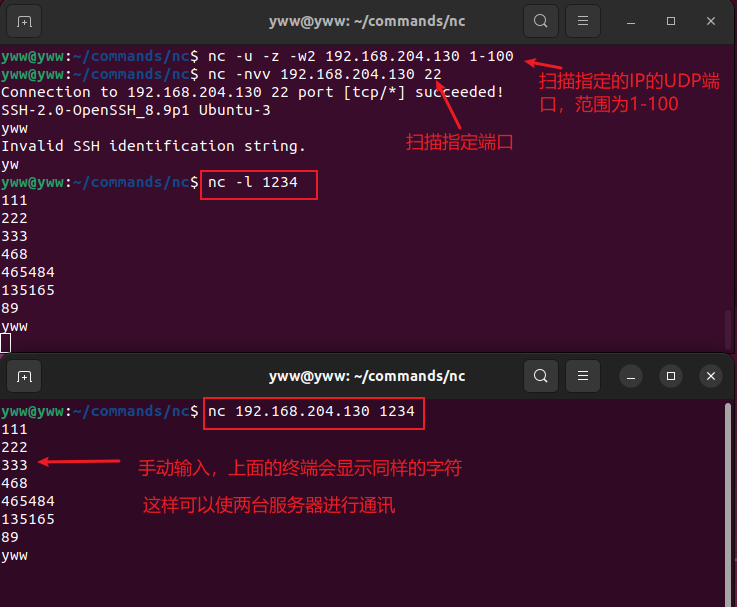 yww@yww: ~/commands/nc
yww@yww:~/commands/nc$ nc -u -z -w2 192.168.204.130 1-100
yww@yww:~/commands/nc$ nc -nvv 192.168.204.130 22
Connection to 192.168.204.130 22 port [tcp/*] succeeded!
SSH-2.0-OpenSSH_8.9p1 Ubuntu-3
yww
Invalid SSH identification string.
yw
扫描指定的IP的UDP端
口，范围为1-100
扫描指定端口
yww@yww:~/commands/nc$ nc -l 1234
111
222
333
468
465484
135165
89
yww
yww@yww: ~/commands/nc
yww@yww:~/commands/nc$ nc 192.168.204.130 1234
111
222
333
468
465484
135165
89
yww
手动输入，上面的终端会显示同样的字符
这样可以使两台服务器进行通讯